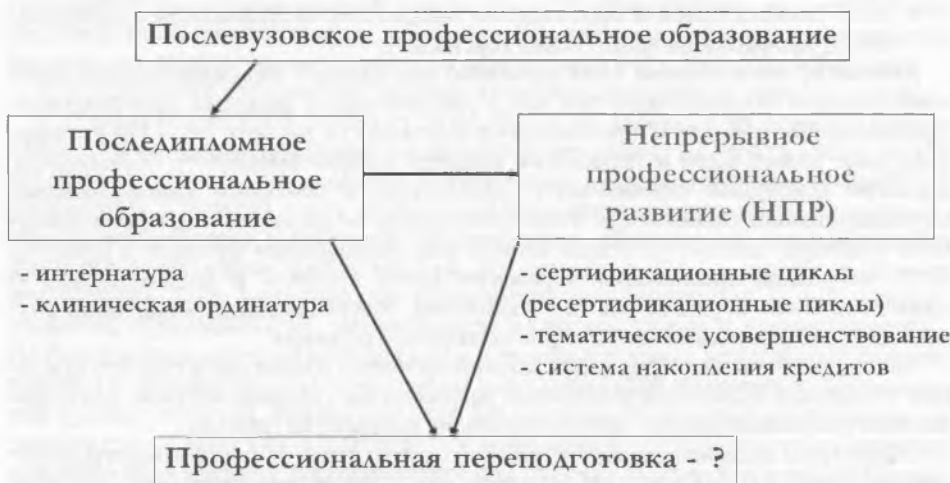 Послевузовское профессиональное образование
Последипломное
профессиональное
образование
Непрерывное
профессиональное
развитие (НПР)
- интернатура
- клиническая ординатура
- сертификационные циклы
(ресертификационные циклы)
- тематическое усовершенствование
- система накопления кредитов
Профессиональная переподготовка - ?